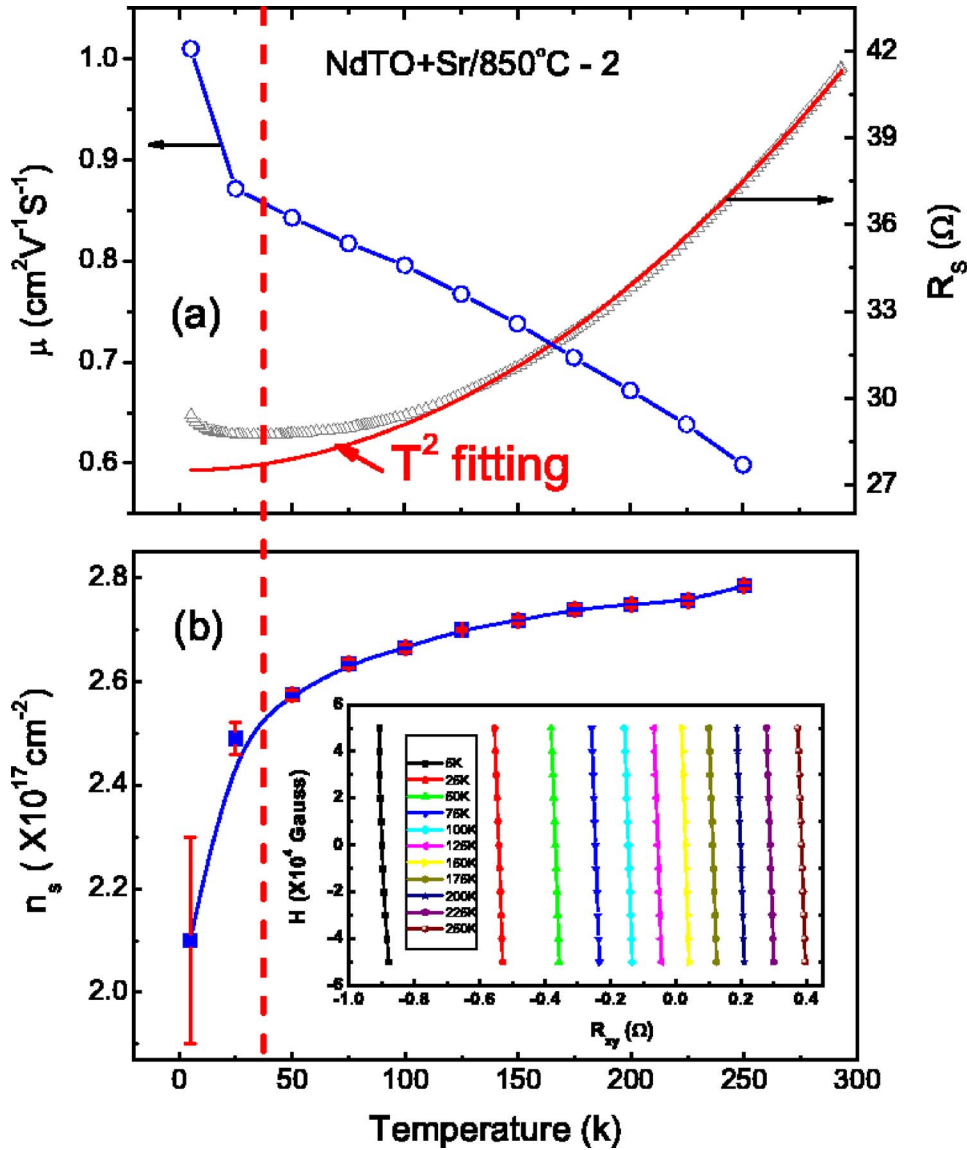 NdTO+Sr/850°C - 2
1.0
0.9
0.8
0.7
0.6
μ (cm²V⁻¹S⁻¹)
42
39
36
33
30
27
R_S (Ω)
(a)
T² fitting
(b)
2.8
2.6
2.4
2.2
2.0
n_s ( X10¹⁷cm⁻²)
6
4
2
0
-2
-4
-6
H (X10⁴ Gauss)
5K
25K
50K
75K
100K
125K
150K
175K
200K
225K
250K
-1.0 -0.8 -0.6 -0.4 -0.2 0.0 0.2 0.4
R_xy (Ω)
0 50 100 150 200 250 300
Temperature (k)